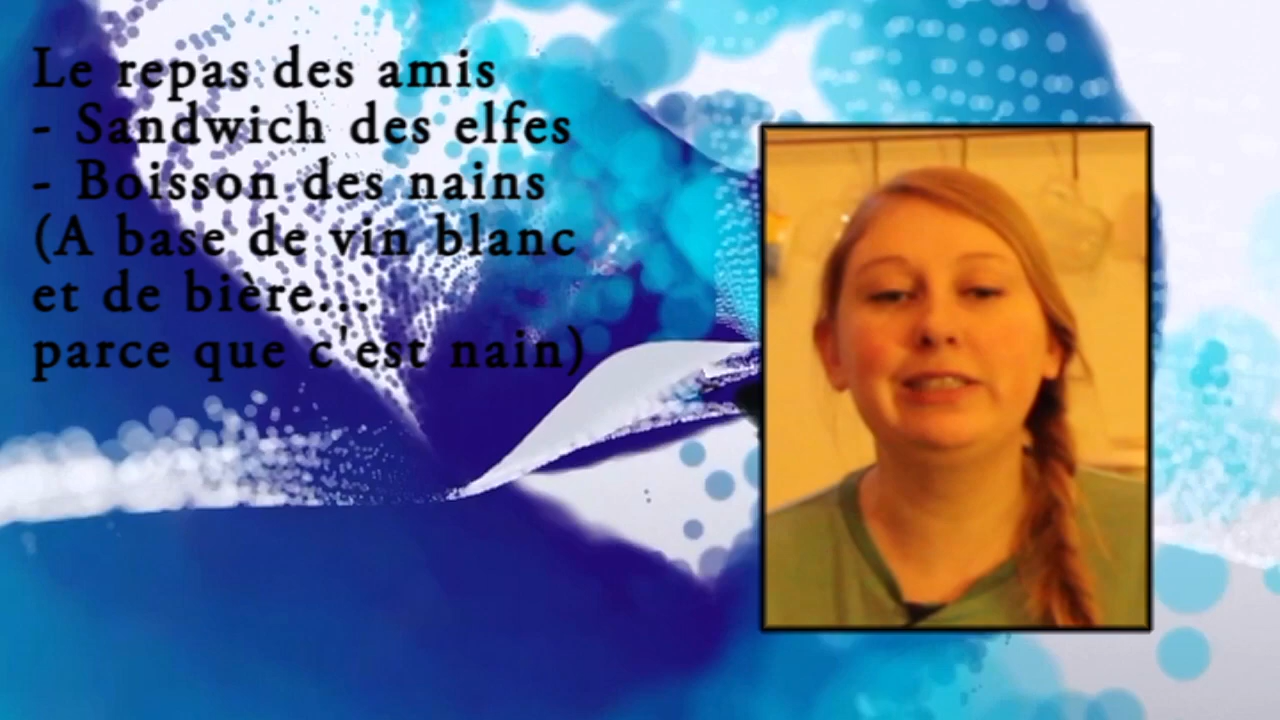 Le repas des amis
- Sandwich des elfes
- Boisson des nains
(A base de vin blanc
et de bière...
parce que c'est nain)